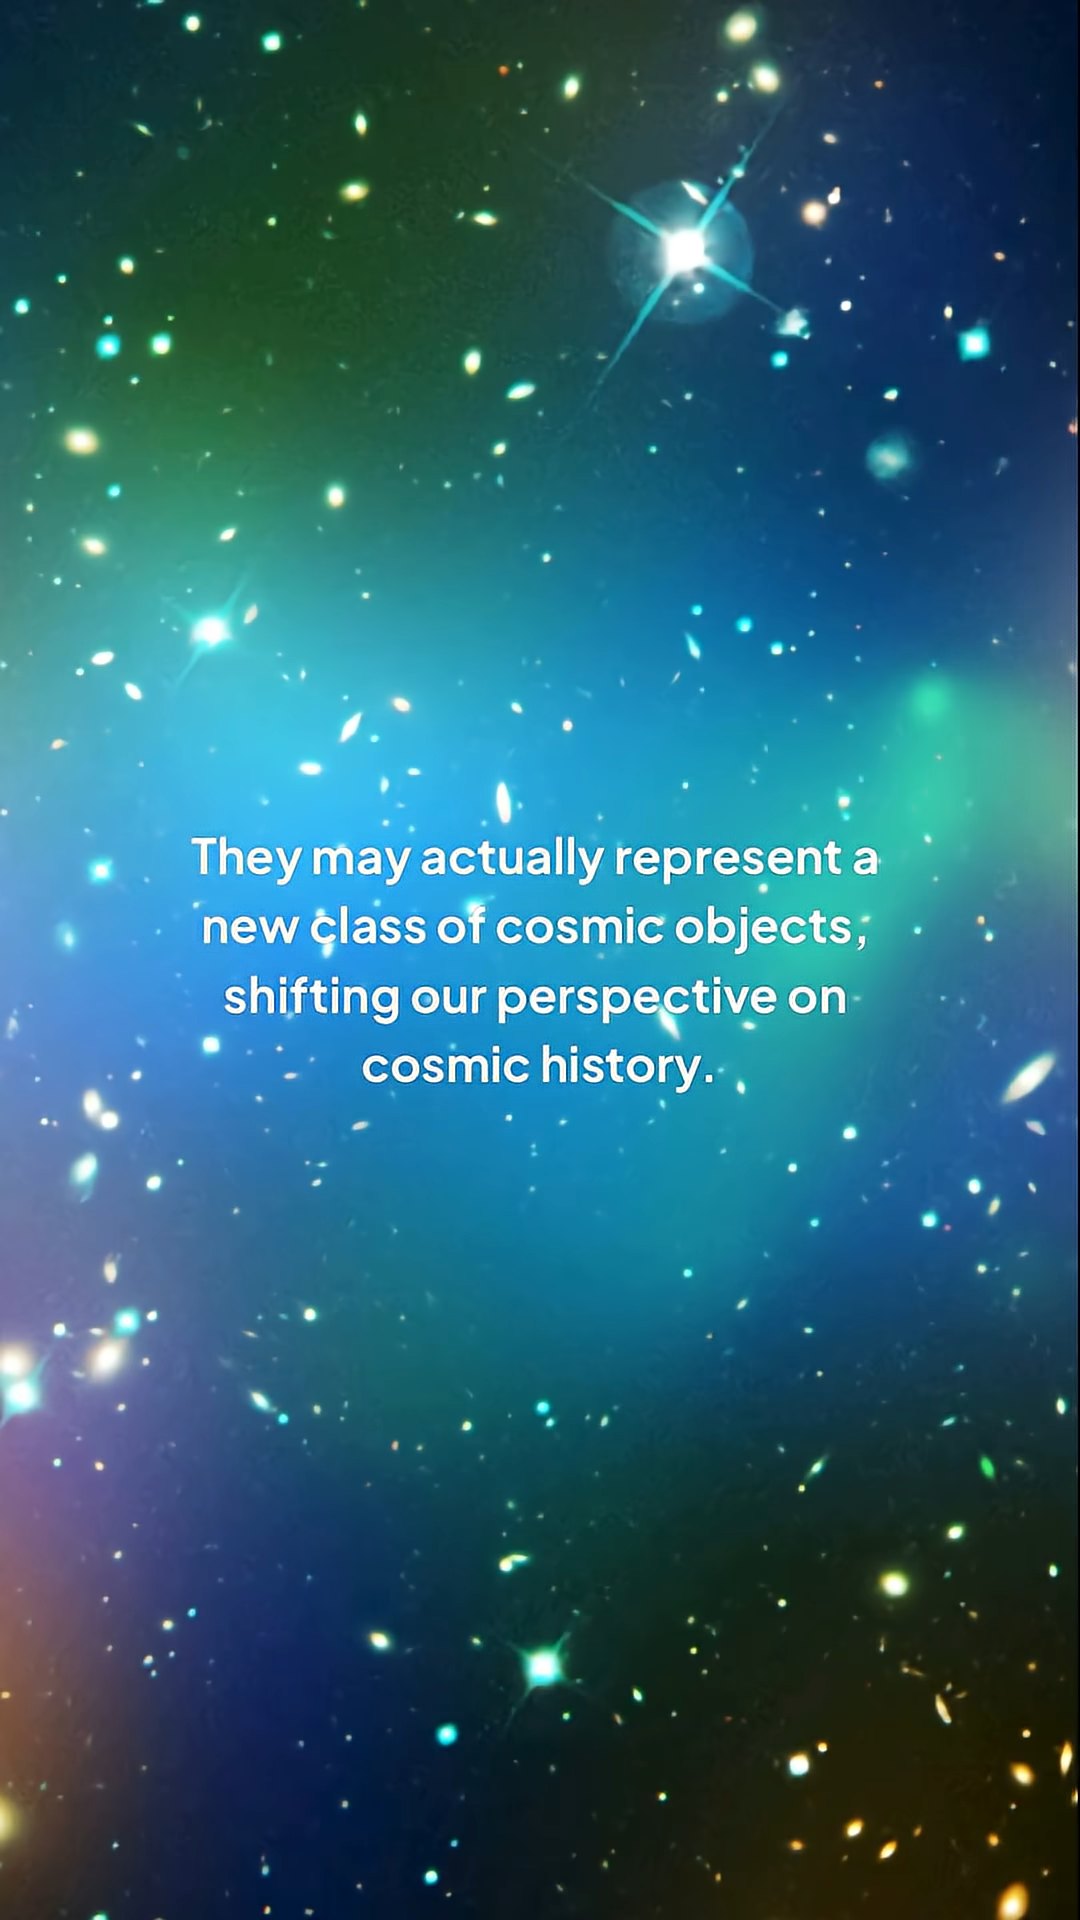 They may actually represent a
new class of cosmic objects,
shifting our perspective on
cosmic history.